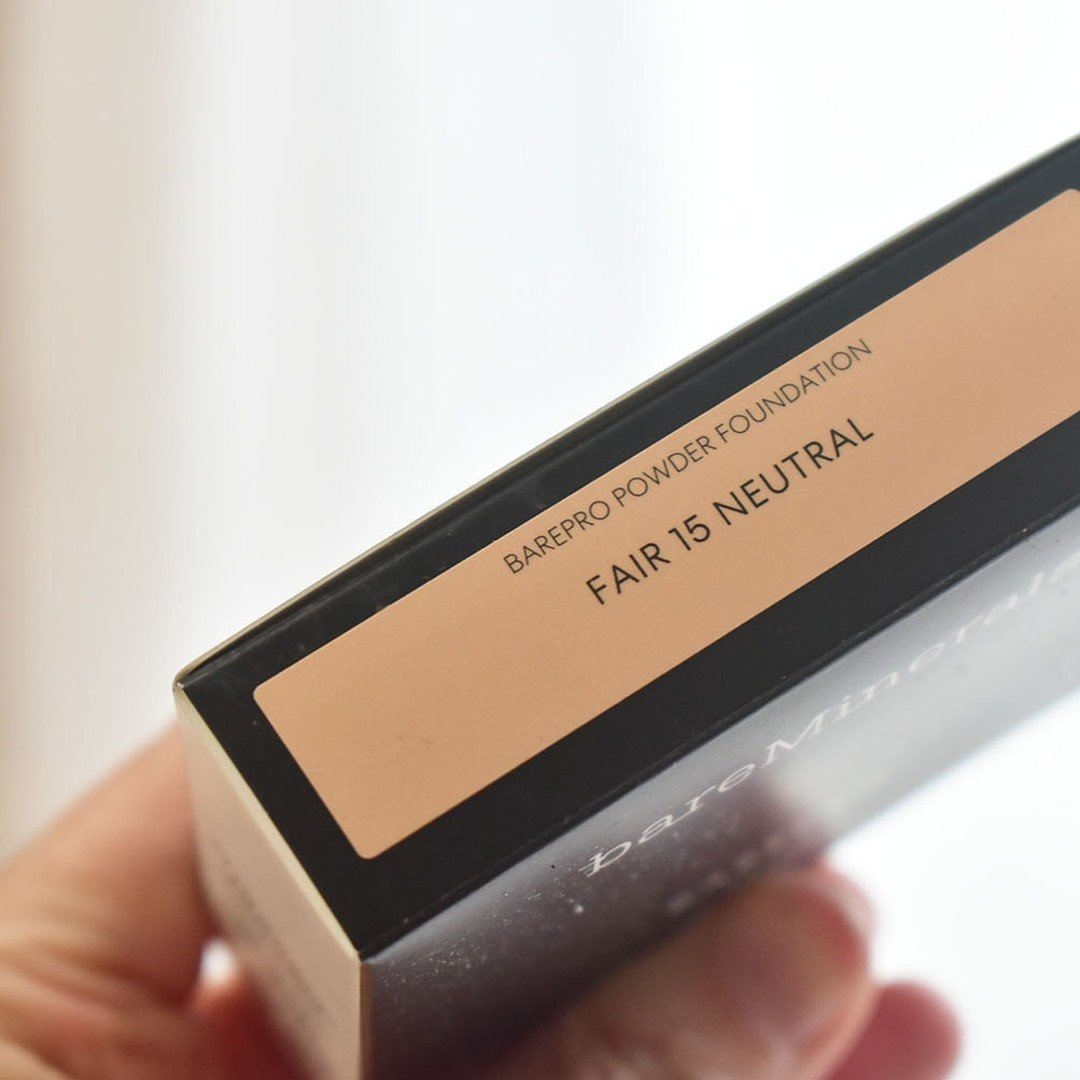 BAREPRO POWDER FOUNDATION
FAIR 15 NEUTRAL
bareMinerals